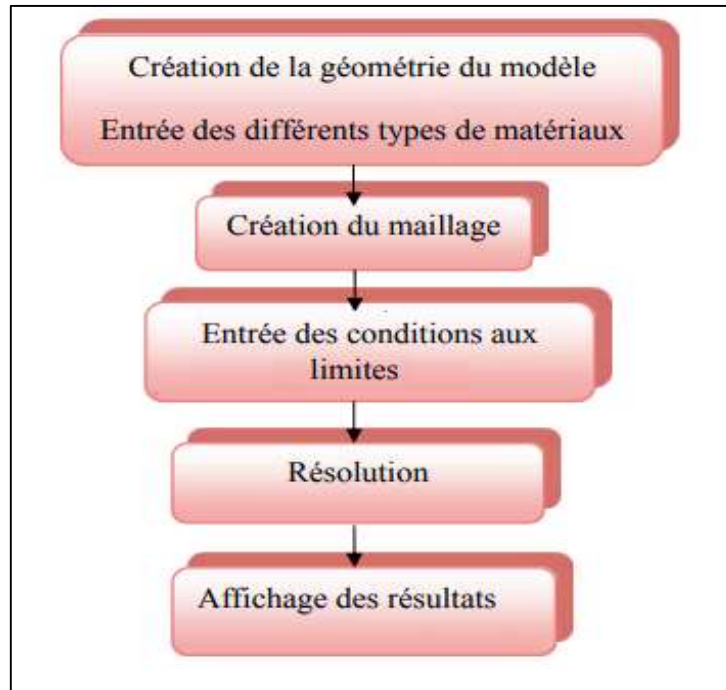 Création de la géométrie du modèle
Entrée des différents types de matériaux
Création du maillage
Entrée des conditions aux
limites
Résolution
Affichage des résultats